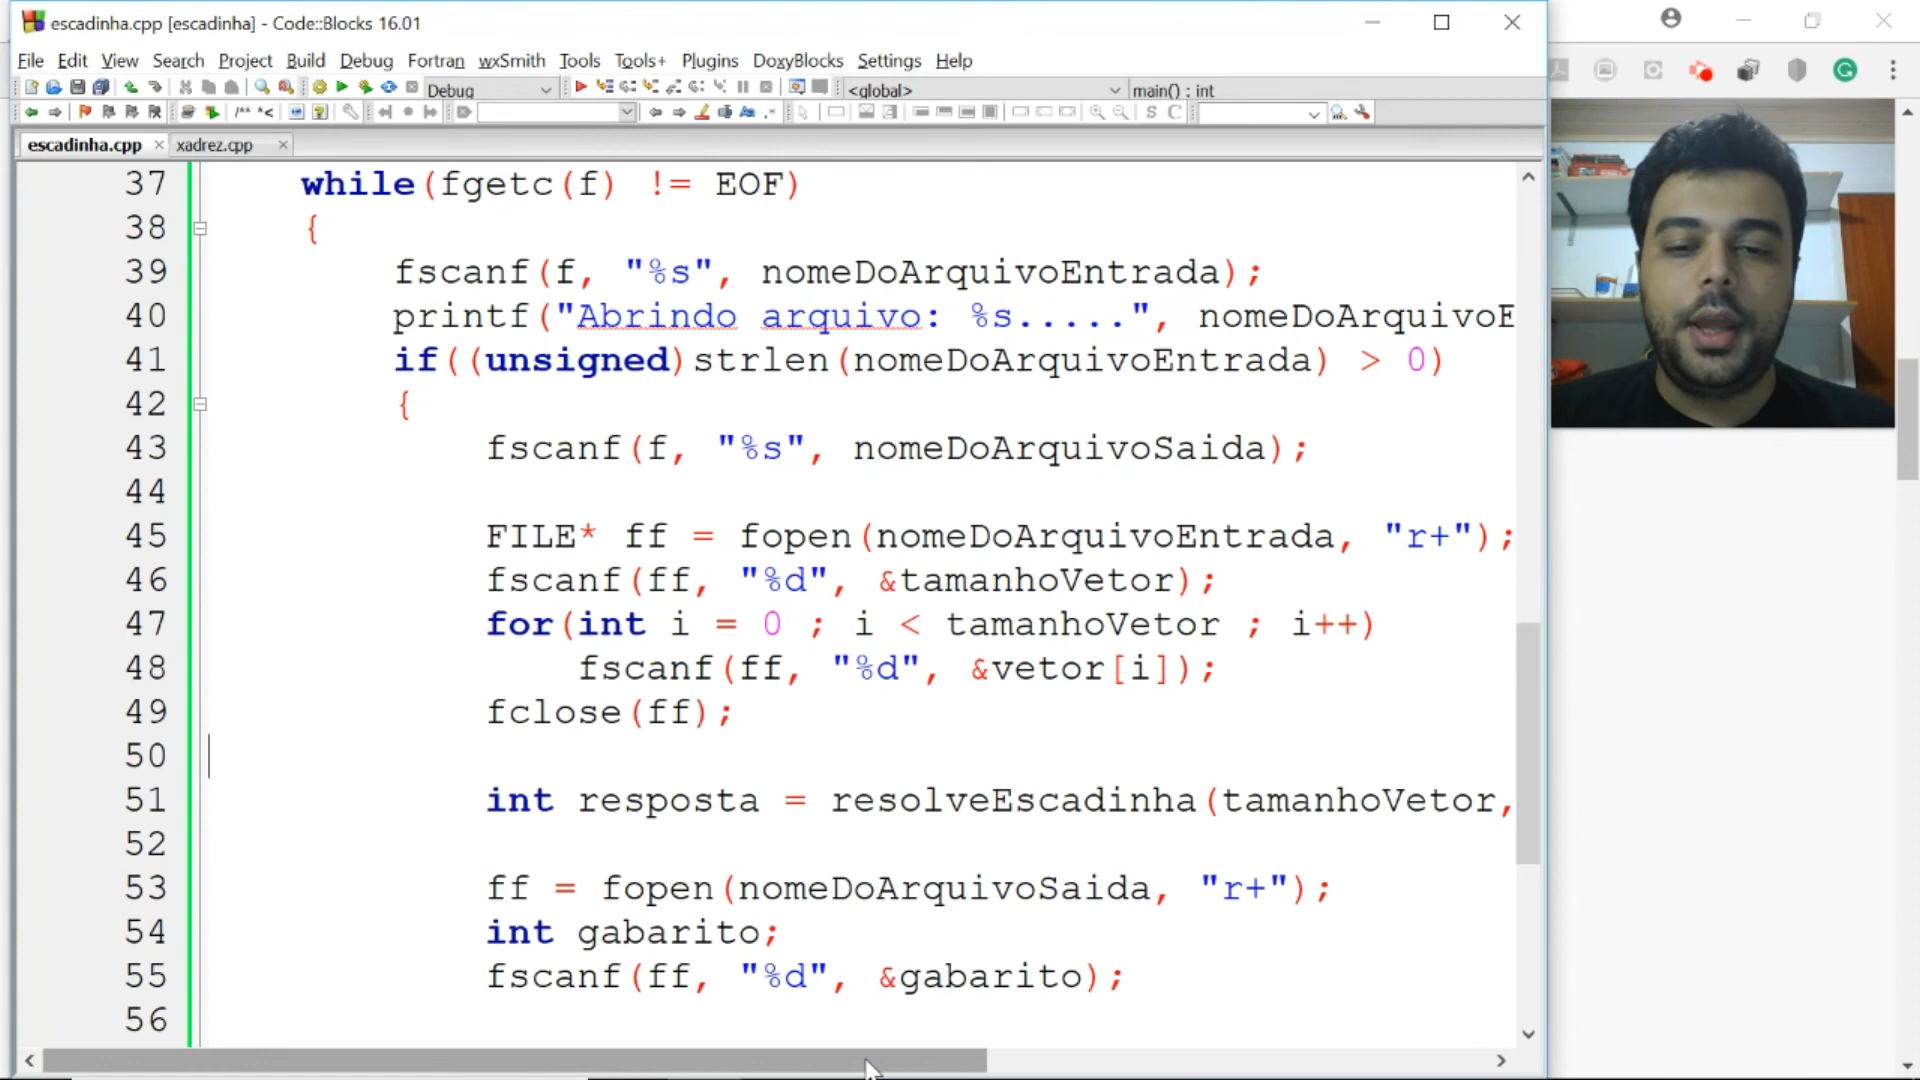 escadinha.cpp [escadinha] - Code::Blocks 16.01
File Edit View Search Project Build Debug Fortran wxSmith Tools Tools+ Plugins DoxyBlocks Settings Help
Debug <global> main() : int
escadinha.cpp xadrez.cpp
37 while(fgetc(f) != EOF)
38 {
39 fscanf(f, "%s", nomeDoArquivoEntrada);
40 printf("Abrindo arquivo: %s.....", nomeDoArquivoE
41 if((unsigned)strlen(nomeDoArquivoEntrada) > 0)
42 {
43 fscanf(f, "%s", nomeDoArquivoSaida);
44
45 FILE* ff = fopen(nomeDoArquivoEntrada, "r+");
46 fscanf(ff, "%d", &tamanhoVetor);
47 for(int i = 0 ; i < tamanhoVetor ; i++)
48 fscanf(ff, "%d", &vetor[i]);
49 fclose(ff);
50
51 int resposta = resolveEscadinha(tamanhoVetor,
52
53 ff = fopen(nomeDoArquivoSaida, "r+");
54 int gabarito;
55 fscanf(ff, "%d", &gabarito);
56